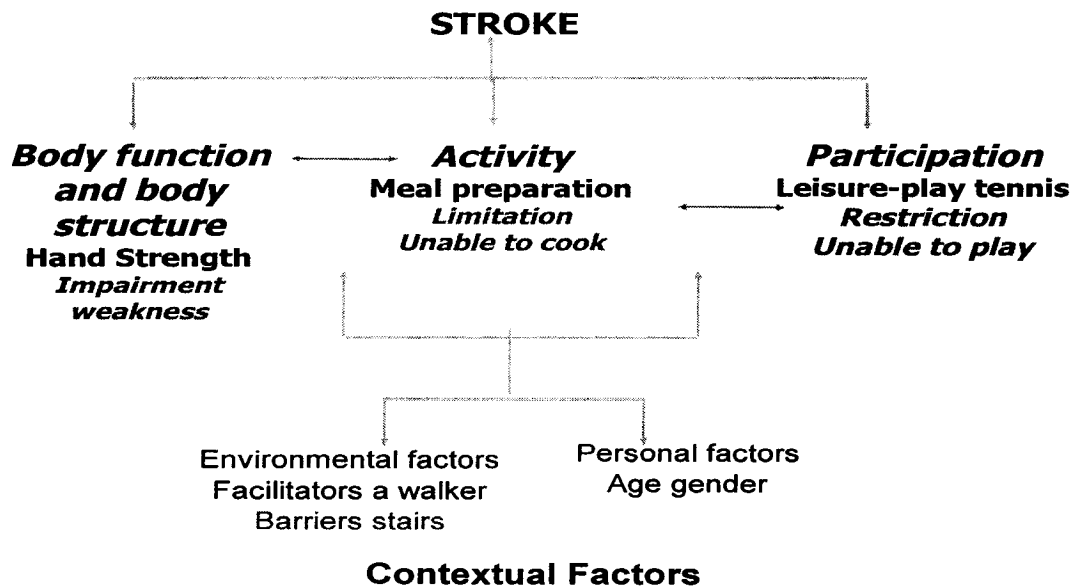 STROKE
Body function
and body
structure
Hand Strength
Impairment
weakness
Activity
Meal preparation
Limitation
Unable to cook
Participation
Leisure-play tennis
Restriction
Unable to play
Environmental factors
Facilitators a walker
Barriers stairs
Personal factors
Age gender
Contextual Factors